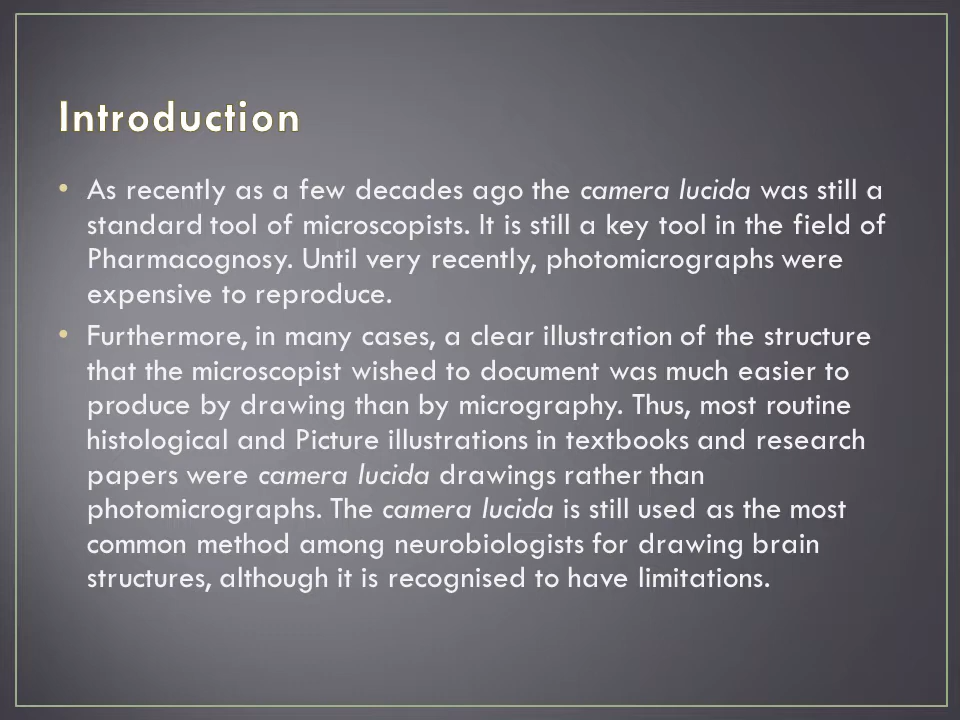 Introduction
• As recently as a few decades ago the camera lucida was still a
standard tool of microscopists. It is still a key tool in the field of
Pharmacognosy. Until very recently, photomicrographs were
expensive to reproduce.
• Furthermore, in many cases, a clear illustration of the structure
that the microscopist wished to document was much easier to
produce by drawing than by micrography. Thus, most routine
histological and Picture illustrations in textbooks and research
papers were camera lucida drawings rather than
photomicrographs. The camera lucida is still used as the most
common method among neurobiologists for drawing brain
structures, although it is recognised to have limitations.